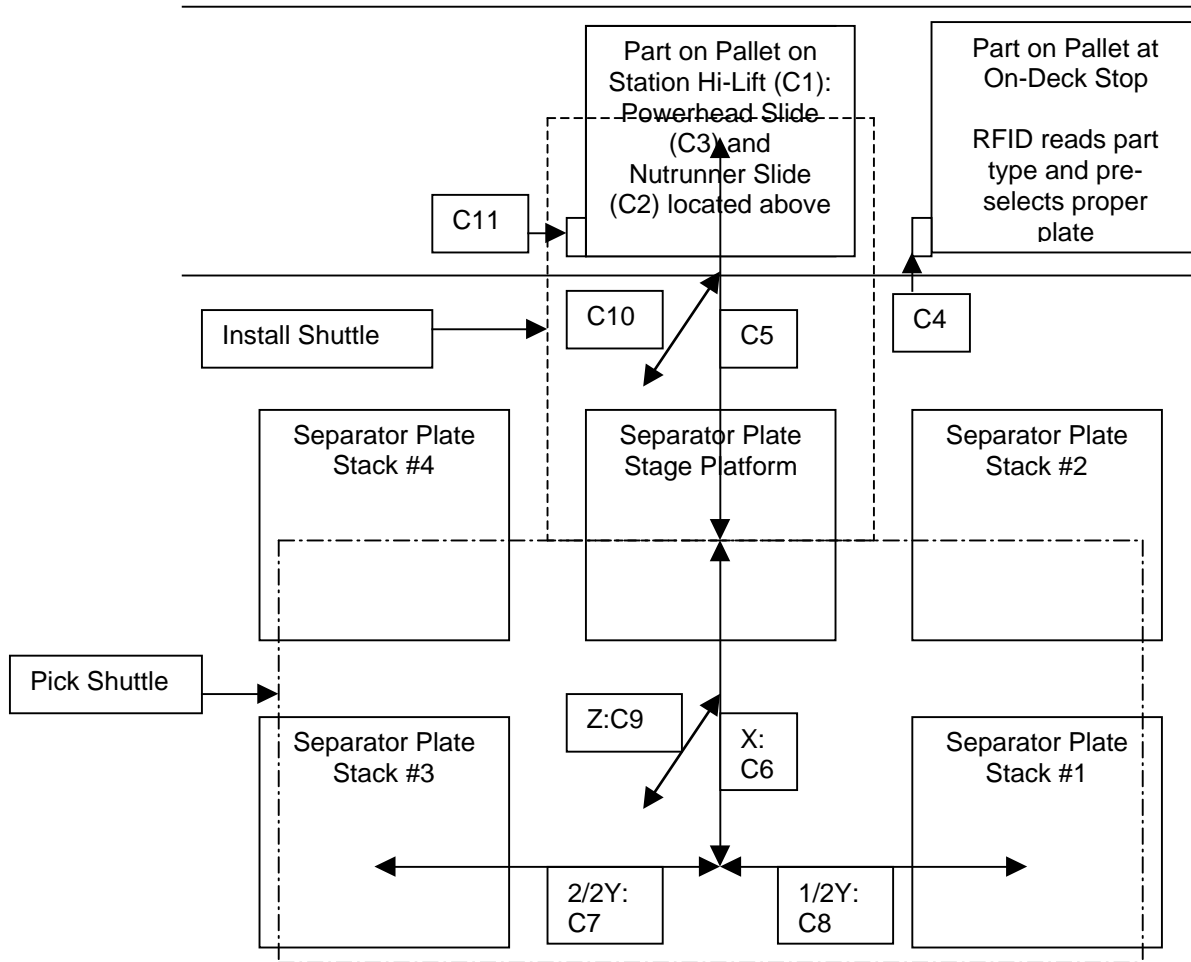 Part on Pallet on
Station Hi-Lift (C1):
Powerhead Slide
(C3) and
Nutrunner Slide
(C2) located above
Part on Pallet at
On-Deck Stop
RFID reads part
type and pre-
selects proper
plate
C11
C10
C5
C4
Install Shuttle
Separator Plate
Stack #4
Separator Plate
Stage Platform
Separator Plate
Stack #2
Pick Shuttle
Z:C9
X:
C6
Separator Plate
Stack #3
Separator Plate
Stack #1
2/2Y:
C7
1/2Y:
C8